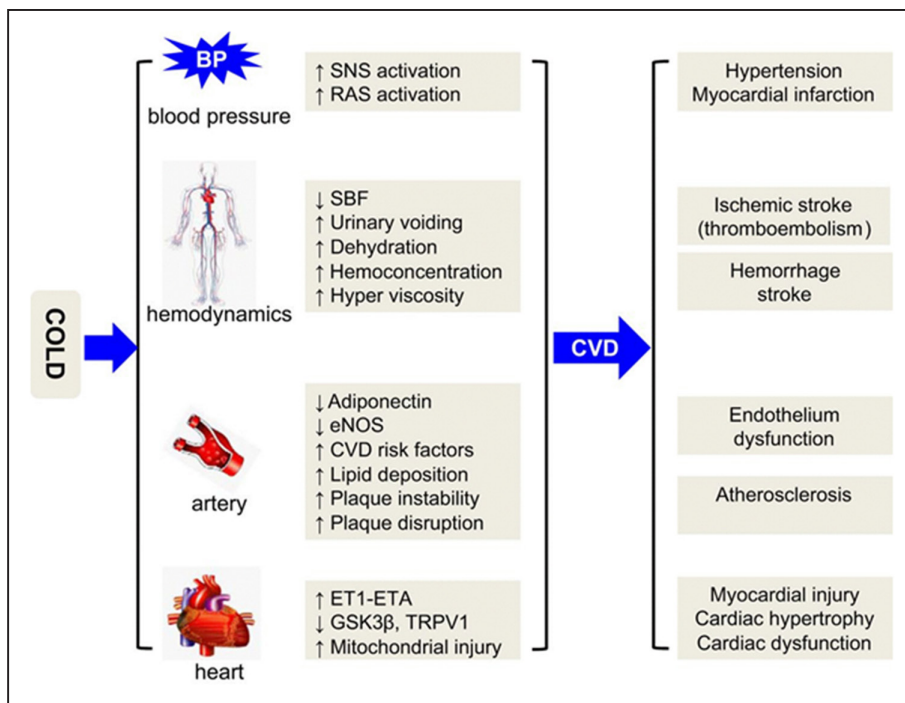 COLD
BP
blood pressure
↑ SNS activation
↑ RAS activation
hemodynamics
↓ SBF
↑ Urinary voiding
↑ Dehydration
↑ Hemoconcentration
↑ Hyper viscosity
artery
↓ Adiponectin
↓ eNOS
↑ CVD risk factors
↑ Lipid deposition
↑ Plaque instability
↑ Plaque disruption
heart
↑ ET1-ETA
↓ GSK3β, TRPV1
↑ Mitochondrial injury
CVD
Hypertension
Myocardial infarction
Ischemic stroke
(thromboembolism)
Hemorrhage
stroke
Endothelium
dysfunction
Atherosclerosis
Myocardial injury
Cardiac hypertrophy
Cardiac dysfunction